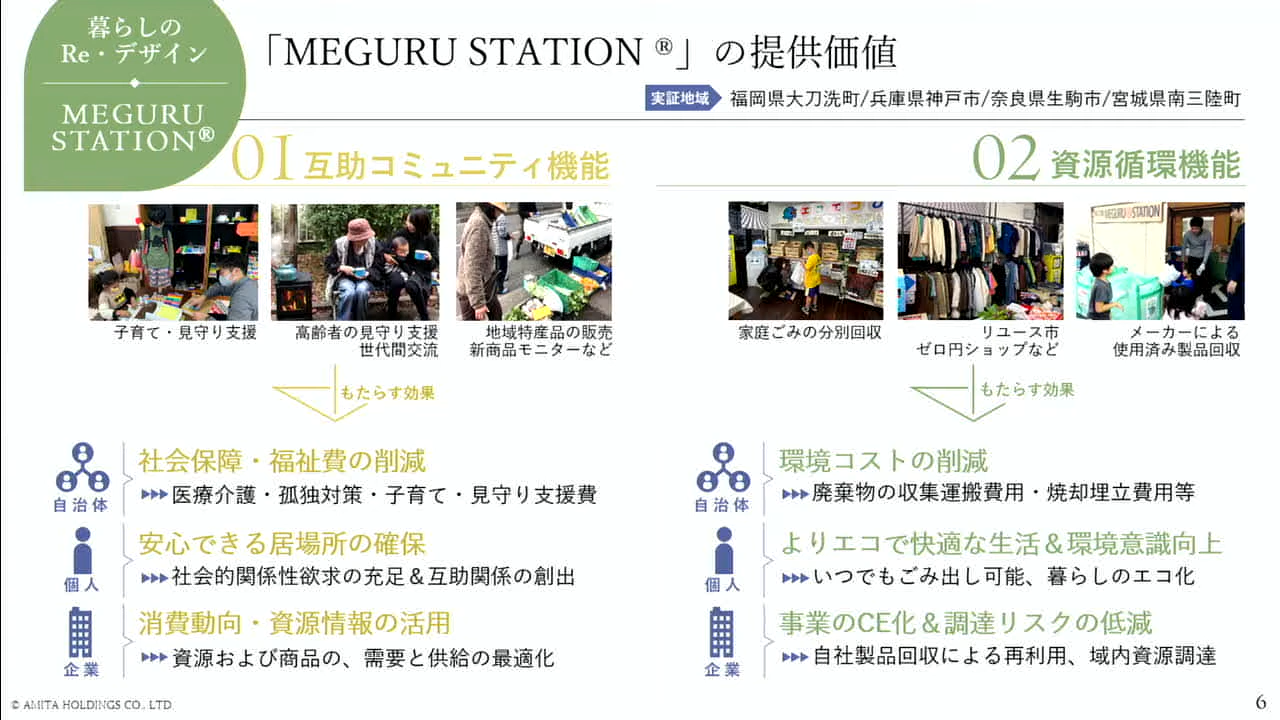 暮らしの
Re・デザイン
MEGURU
STATION®
「MEGURU STATION ®」の提供価値
実証地域 福岡県大刀洗町/兵庫県神戸市/奈良県生駒市/宮城県南三陸町
01 互助コミュニティ機能
子育て・見守り支援
高齢者の見守り支援
世代間交流
地域特産品の販売
新商品モニターなど
もたらす効果
自治体
社会保障・福祉費の削減
医療介護・孤独対策・子育て・見守り支援費
個人
安心できる居場所の確保
社会的関係性欲求の充足＆互助関係の創出
企業
消費動向・資源情報の活用
資源および商品の、需要と供給の最適化
02 資源循環機能
MEGURU STATION
家庭ごみの分別回収
リユース市
ゼロ円ショップなど
メーカーによる
使用済み製品回収
もたらす効果
自治体
環境コストの削減
廃棄物の収集運搬費用・焼却埋立費用等
個人
よりエコで快適な生活＆環境意識向上
いつでもごみ出し可能、暮らしのエコ化
企業
事業のCE化＆調達リスクの低減
自社製品回収による再利用、域内資源調達
© AMITA HOLDINGS CO., LTD.
6